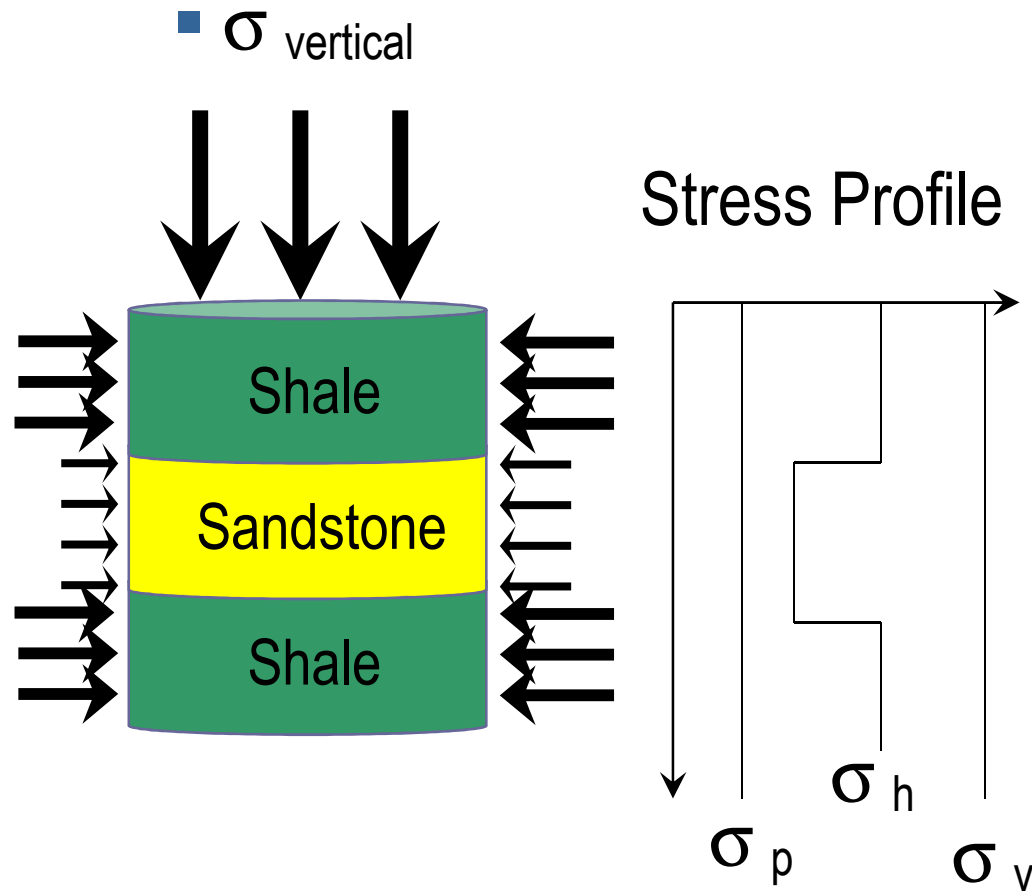 σ vertical
Stress Profile
Shale
Sandstone
Shale
σ h
σ p
σ v